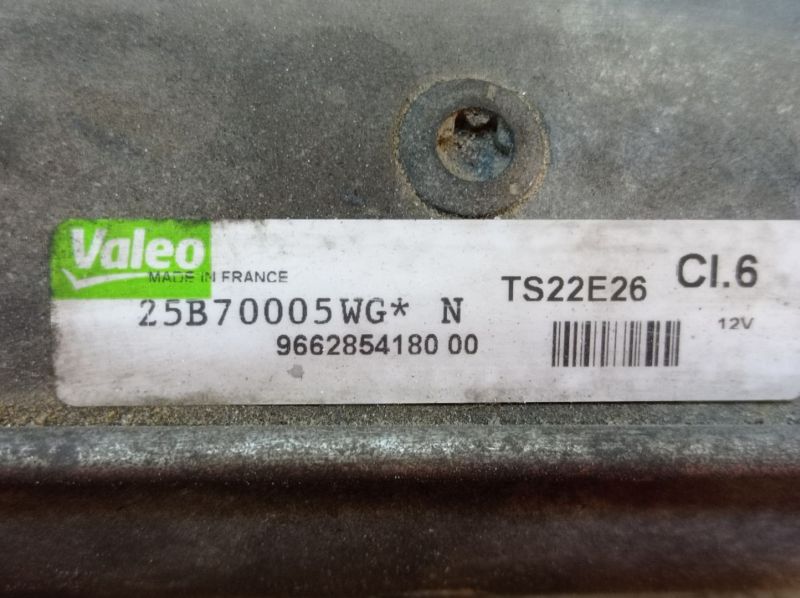 Valeo
MADE IN FRANCE
25B70005WG* N
9662854180 00
TS22E26
Cl.6
12V